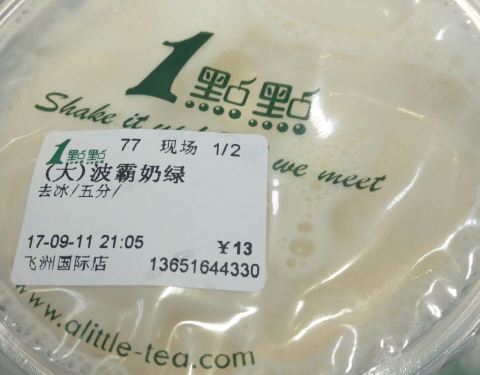 1點點
Shake it we meet
1點點 77 现场 1/2
(大)波霸奶绿
去冰/五分/
17-09-11 21:05 ¥13
飞洲国际店 13651644330
www.alittle-tea.com